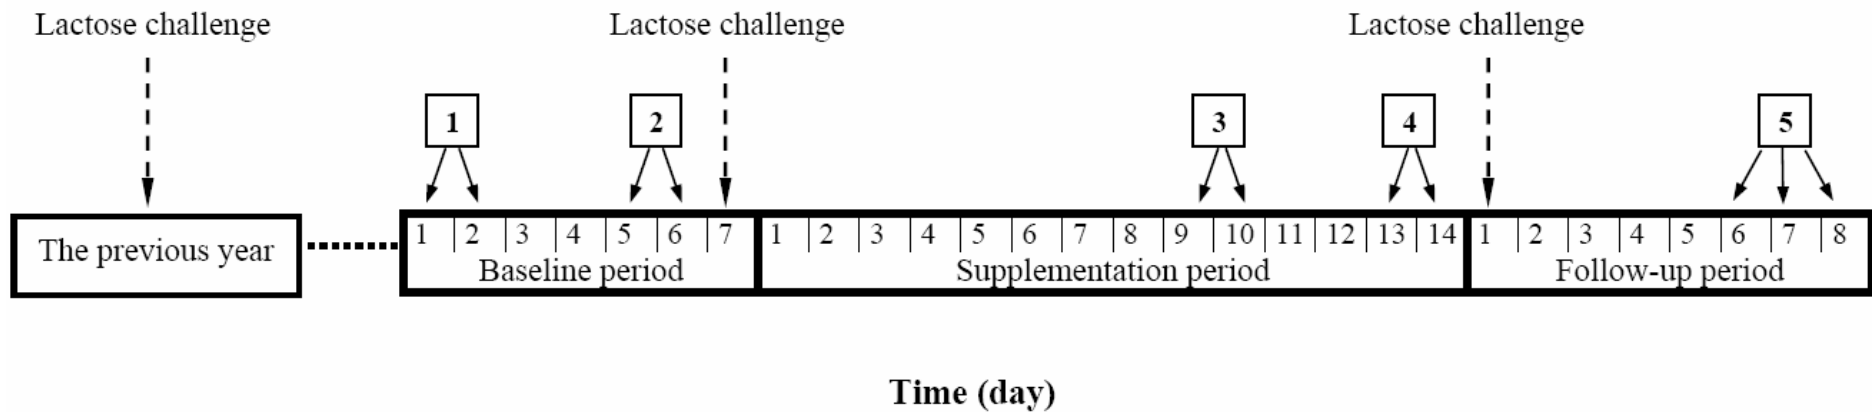 Lactose challenge Lactose challenge Lactose challenge
1 2 3 4 5
The previous year
1 2 3 4 5 6 7 1 2 3 4 5 6 7 8 9 10 11 12 13 14 1 2 3 4 5 6 7 8
Baseline period Supplementation period Follow-up period
Time (day)